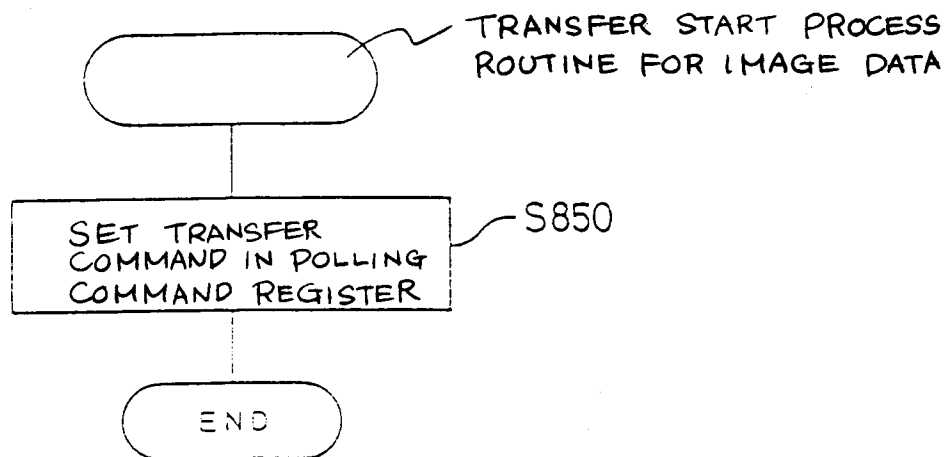 TRANSFER START PROCESS
ROUTINE FOR IMAGE DATA
S850
SET TRANSFER
COMMAND IN POLLING
COMMAND REGISTER
END